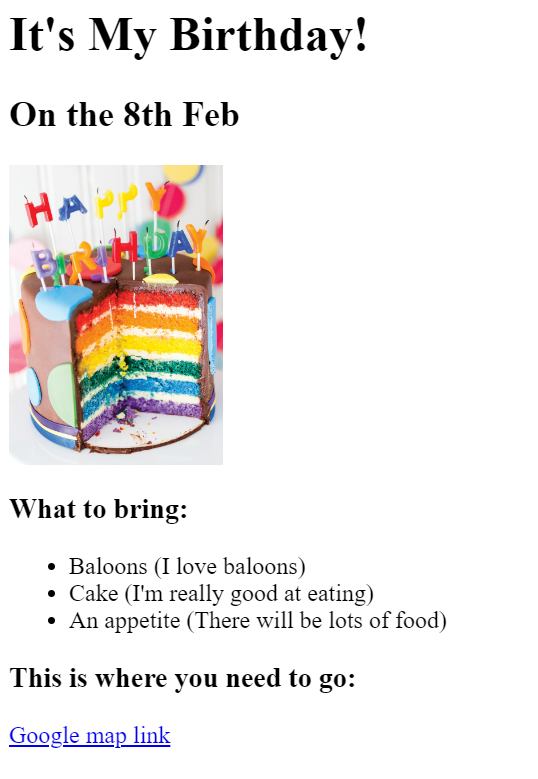 It's My Birthday!
On the 8th Feb
HAPPY
BIRTHDAY
What to bring:
Baloons (I love baloons)
Cake (I'm really good at eating)
An appetite (There will be lots of food)
This is where you need to go:
Google map link